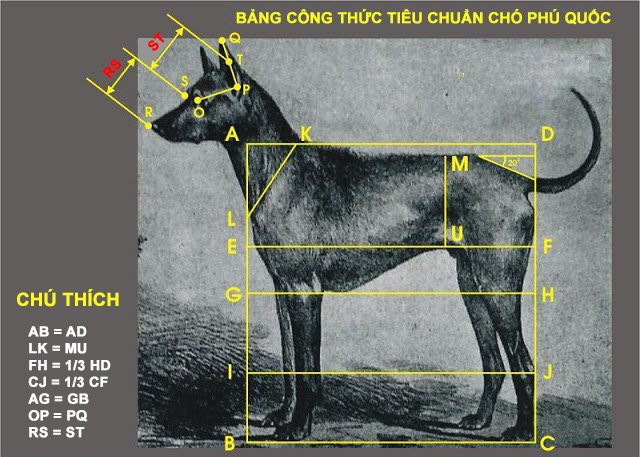 BẢNG CÔNG THỨC TIÊU CHUẨN CHÓ PHÚ QUỐC
Q
ST
T
RS
S
P
O
R
A
K
D
M
20°
L
U
E
F
G
H
CHÚ THÍCH
AB = AD
LK = MU
FH = 1/3 HD
CJ = 1/3 CF
AG = GB
OP = PQ
RS = ST
I
J
B
C